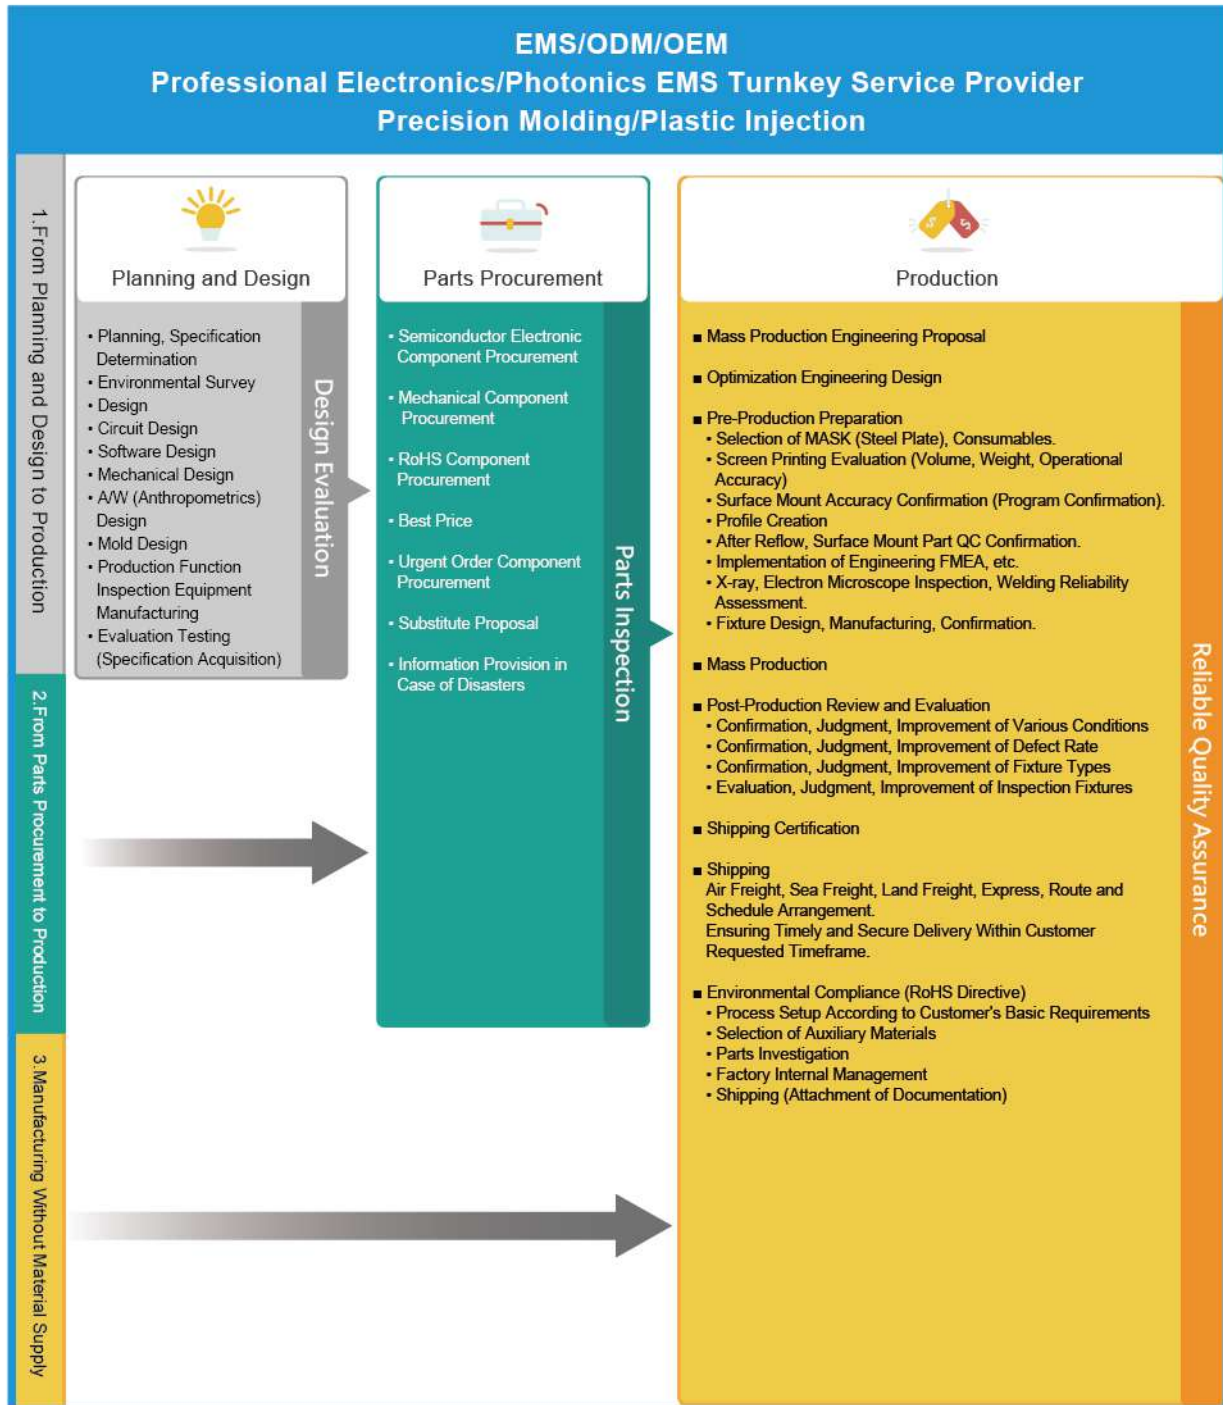 EMS/ODM/OEM
Professional Electronics/Photonics EMS Turnkey Service Provider
Precision Molding/Plastic Injection
1.From Planning and Design to Production
2.From Parts Procurement to Production
3.Manufacturing Without Material Supply
Planning and Design
• Planning, Specification
Determination
• Environmental Survey
• Design
• Circuit Design
• Software Design
• Mechanical Design
• A/W (Anthropometrics)
Design
• Mold Design
• Production Function
Inspection Equipment
Manufacturing
• Evaluation Testing
(Specification Acquisition)
Design Evaluation
Parts Procurement
• Semiconductor Electronic
Component Procurement
• Mechanical Component
Procurement
• RoHS Component
Procurement
• Best Price
• Urgent Order Component
Procurement
• Substitute Proposal
• Information Provision in
Case of Disasters
Parts Inspection
$ $
Production
■ Mass Production Engineering Proposal
■ Optimization Engineering Design
■ Pre-Production Preparation
• Selection of MASK (Steel Plate), Consumables.
• Screen Printing Evaluation (Volume, Weight, Operational
Accuracy)
• Surface Mount Accuracy Confirmation (Program Confirmation).
• Profile Creation
• After Reflow, Surface Mount Part QC Confirmation.
• Implementation of Engineering FMEA, etc.
• X-ray, Electron Microscope Inspection, Welding Reliability
Assessment.
• Fixture Design, Manufacturing, Confirmation.
■ Mass Production
■ Post-Production Review and Evaluation
• Confirmation, Judgment, Improvement of Various Conditions
• Confirmation, Judgment, Improvement of Defect Rate
• Confirmation, Judgment, Improvement of Fixture Types
• Evaluation, Judgment, Improvement of Inspection Fixtures
■ Shipping Certification
■ Shipping
Air Freight, Sea Freight, Land Freight, Express, Route and
Schedule Arrangement.
Ensuring Timely and Secure Delivery Within Customer
Requested Timeframe.
■ Environmental Compliance (RoHS Directive)
• Process Setup According to Customer's Basic Requirements
• Selection of Auxiliary Materials
• Parts Investigation
• Factory Internal Management
• Shipping (Attachment of Documentation)
Reliable Quality Assurance